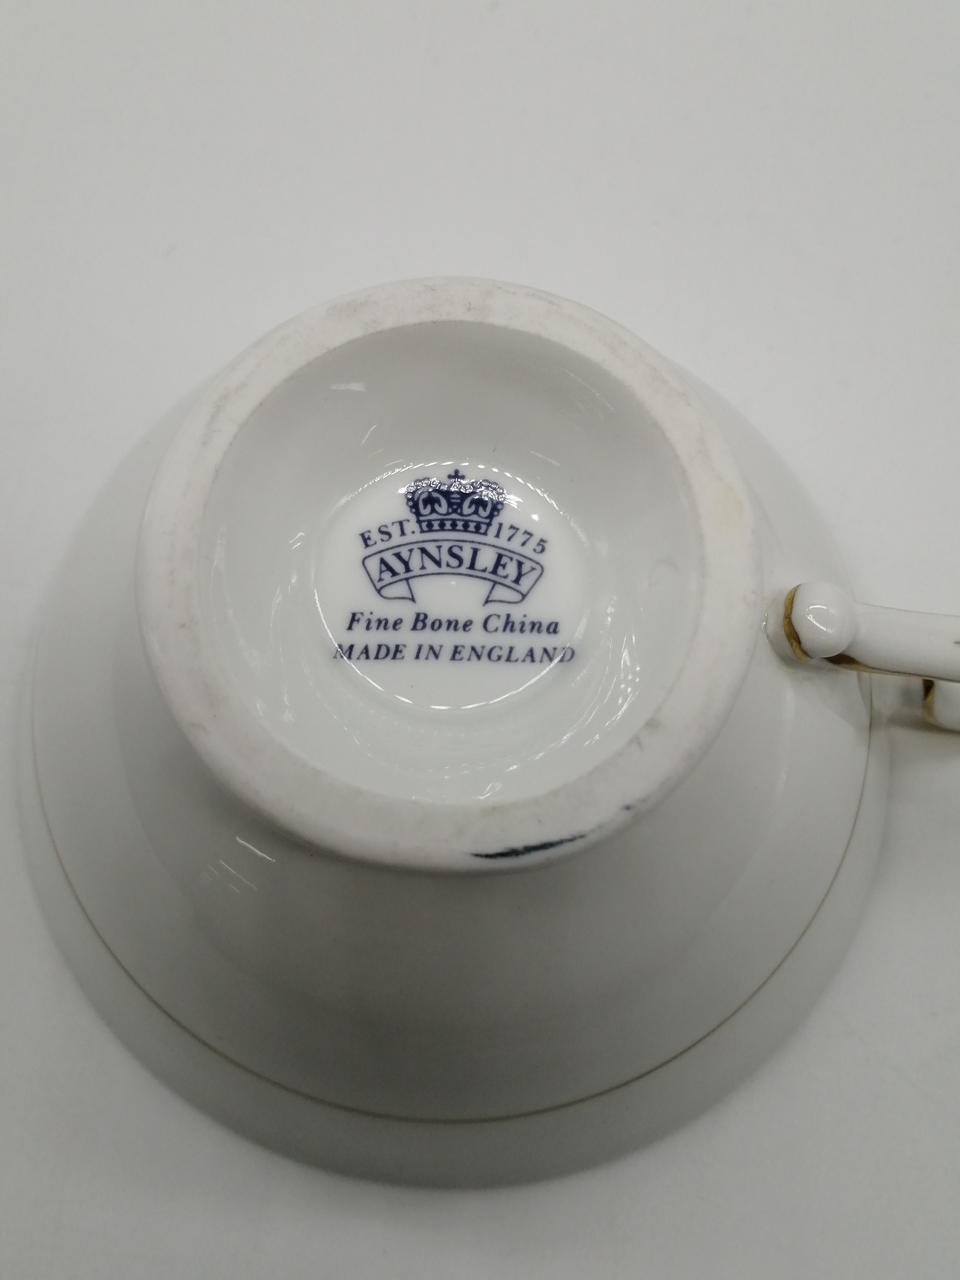 EST. 1775
AYNSLEY
Fine Bone China
MADE IN ENGLAND